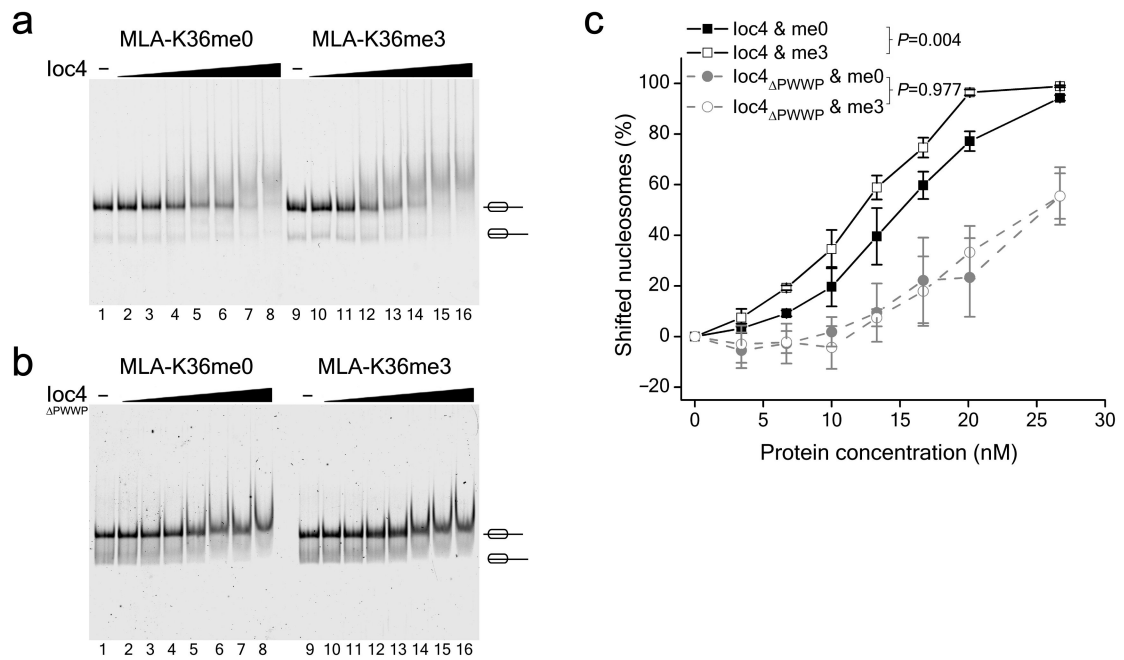 a
MLA-K36me0 MLA-K36me3
Ioc4 – –
1 2 3 4 5 6 7 8 9 10 11 12 13 14 15 16
b
MLA-K36me0 MLA-K36me3
Ioc4 – –
ΔPWWP
1 2 3 4 5 6 7 8 9 10 11 12 13 14 15 16
c
Ioc4 & me0
Ioc4 & me3
P=0.004
Ioc4ΔPWWP & me0
Ioc4ΔPWWP & me3
P=0.977
Shifted nucleosomes (%)
100
80
60
40
20
0
−20
0 5 10 15 20 25 30
Protein concentration (nM)